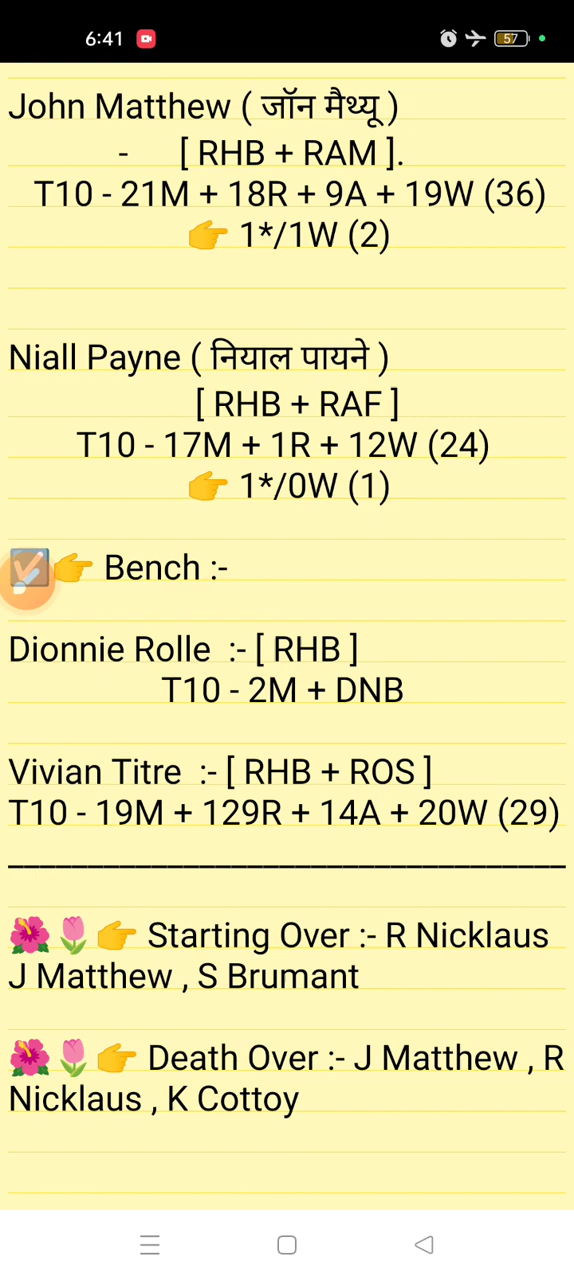 6:41
57
John Matthew ( जॉन मैथ्यू )
- [ RHB + RAM ].
T10 - 21M + 18R + 9A + 19W (36)
👉 1*/1W (2)
Niall Payne ( नियाल पायने )
[ RHB + RAF ]
T10 - 17M + 1R + 12W (24)
👉 1*/0W (1)
👉 Bench :-
Dionnie Rolle :- [ RHB ]
T10 - 2M + DNB
Vivian Titre :- [ RHB + ROS ]
T10 - 19M + 129R + 14A + 20W (29)
🌺🌷👉 Starting Over :- R Nicklaus
J Matthew , S Brumant
🌺🌷👉 Death Over :- J Matthew , R
Nicklaus , K Cottoy